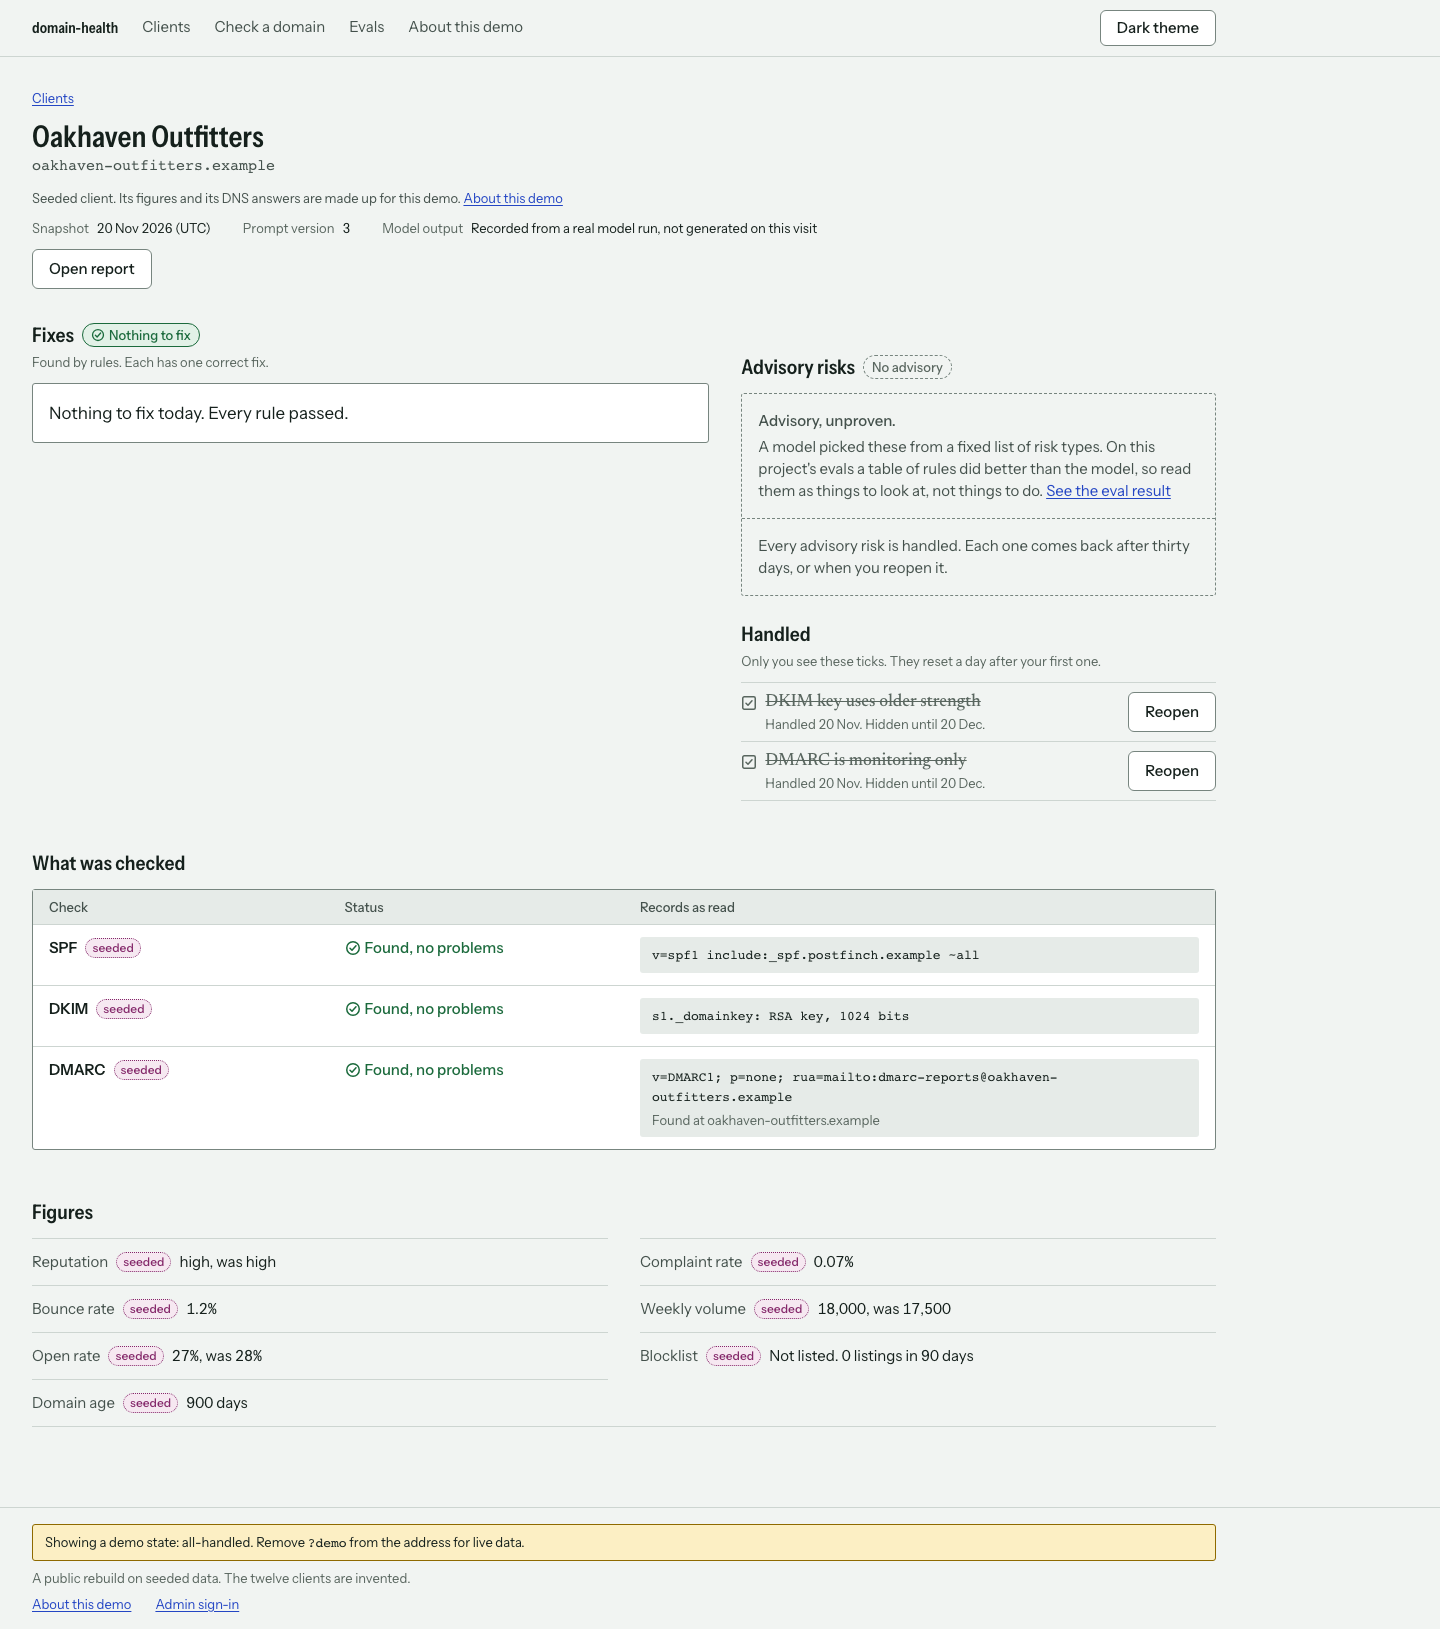 domain-health Clients Check a domain Evals About this demo Dark theme
Clients
Oakhaven Outfitters
oakhaven-outfitters.example
Seeded client. Its figures and its DNS answers are made up for this demo. About this demo
Snapshot 20 Nov 2026 (UTC) Prompt version 3 Model output Recorded from a real model run, not generated on this visit
Open report
Fixes Nothing to fix
Found by rules. Each has one correct fix.
Nothing to fix today. Every rule passed.
Advisory risks No advisory
Advisory, unproven.
A model picked these from a fixed list of risk types. On this
project's evals a table of rules did better than the model, so read
them as things to look at, not things to do. See the eval result
Every advisory risk is handled. Each one comes back after thirty
days, or when you reopen it.
Handled
Only you see these ticks. They reset a day after your first one.
DKIM key uses older strength
Handled 20 Nov. Hidden until 20 Dec.
Reopen
DMARC is monitoring only
Handled 20 Nov. Hidden until 20 Dec.
Reopen
What was checked
Check Status Records as read
SPF seeded Found, no problems v=spf1 include:_spf.postfinch.example ~all
DKIM seeded Found, no problems s1._domainkey: RSA key, 1024 bits
DMARC seeded Found, no problems v=DMARC1; p=none; rua=mailto:dmarc-reports@oakhaven-
outfitters.example
Found at oakhaven-outfitters.example
Figures
Reputation seeded high, was high
Complaint rate seeded 0.07%
Bounce rate seeded 1.2%
Weekly volume seeded 18,000, was 17,500
Open rate seeded 27%, was 28%
Blocklist seeded Not listed. 0 listings in 90 days
Domain age seeded 900 days
Showing a demo state: all-handled. Remove ?demo from the address for live data.
A public rebuild on seeded data. The twelve clients are invented.
About this demo Admin sign-in